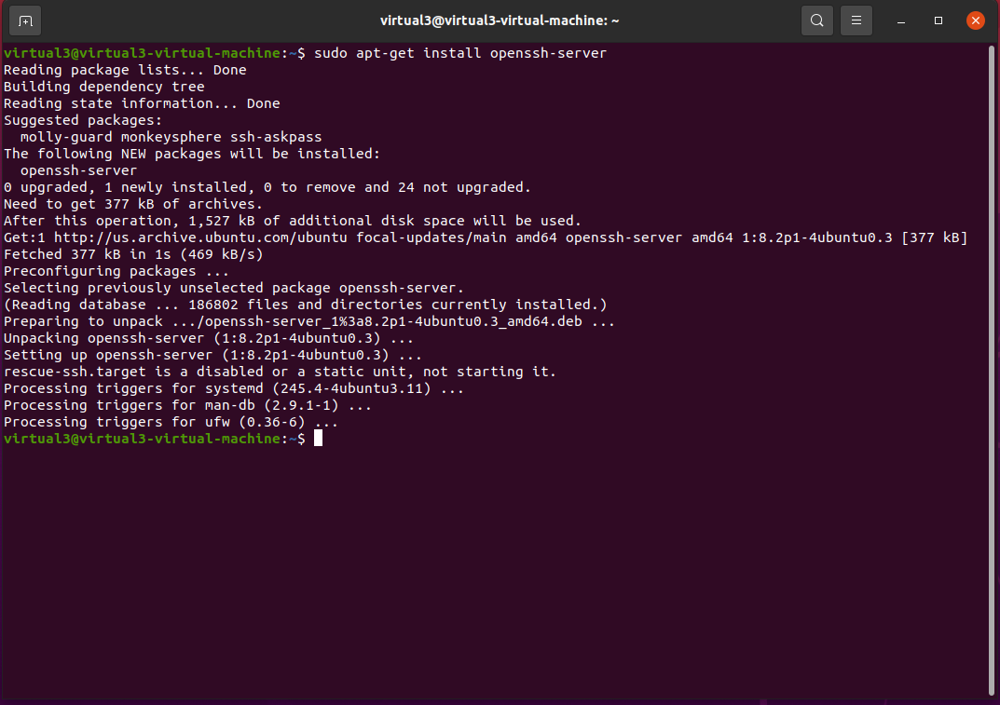 virtual3@virtual3-virtual-machine: ~
virtual3@virtual3-virtual-machine:~$ sudo apt-get install openssh-server
Reading package lists... Done
Building dependency tree
Reading state information... Done
Suggested packages:
  molly-guard monkeysphere ssh-askpass
The following NEW packages will be installed:
  openssh-server
0 upgraded, 1 newly installed, 0 to remove and 24 not upgraded.
Need to get 377 kB of archives.
After this operation, 1,527 kB of additional disk space will be used.
Get:1 http://us.archive.ubuntu.com/ubuntu focal-updates/main amd64 openssh-server amd64 1:8.2p1-4ubuntu0.3 [377 kB]
Fetched 377 kB in 1s (469 kB/s)
Preconfiguring packages ...
Selecting previously unselected package openssh-server.
(Reading database ... 186802 files and directories currently installed.)
Preparing to unpack .../openssh-server_1%3a8.2p1-4ubuntu0.3_amd64.deb ...
Unpacking openssh-server (1:8.2p1-4ubuntu0.3) ...
Setting up openssh-server (1:8.2p1-4ubuntu0.3) ...
rescue-ssh.target is a disabled or a static unit, not starting it.
Processing triggers for systemd (245.4-4ubuntu3.11) ...
Processing triggers for man-db (2.9.1-1) ...
Processing triggers for ufw (0.36-6) ...
virtual3@virtual3-virtual-machine:~$